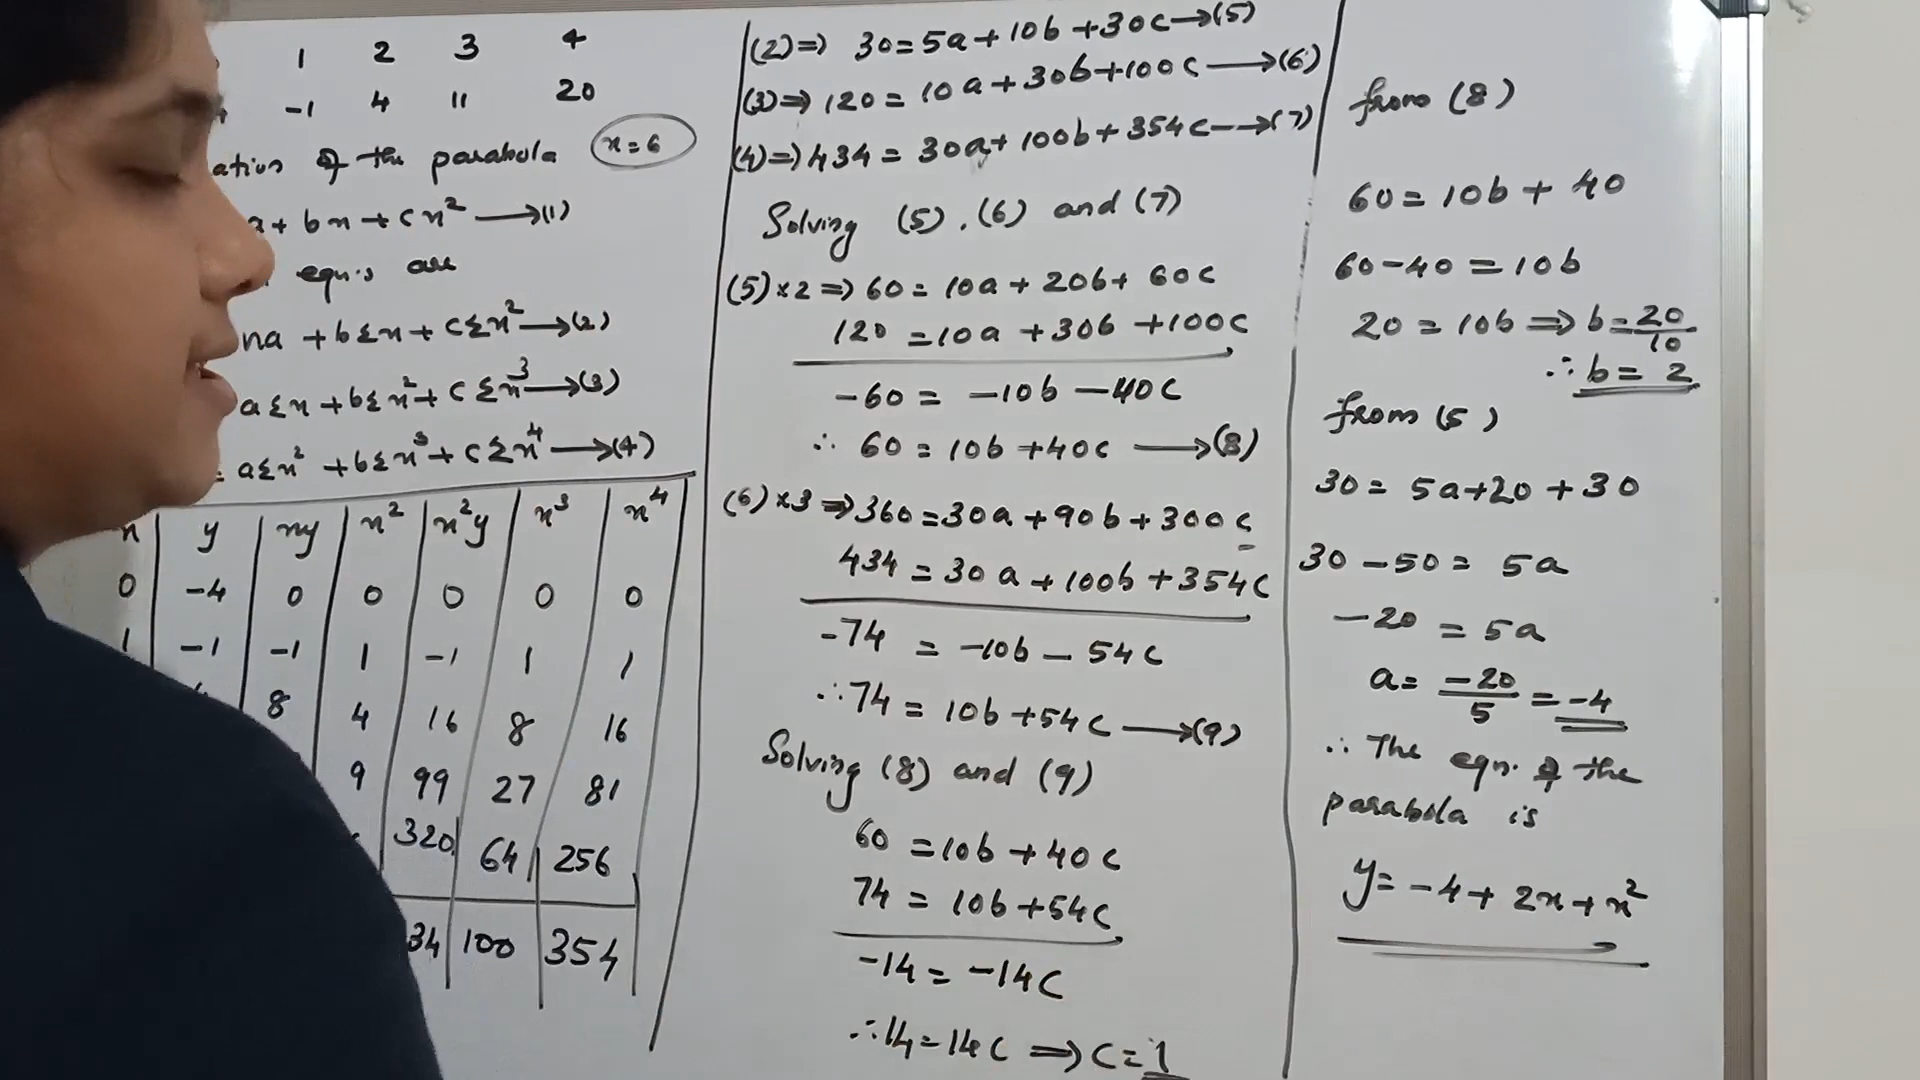 1 2 3 4
-1 4 11 20
of the parabola n=6
a + bx + cx² → (1)
eqn.s are
na + bΣx + cΣx² → (2)
aΣx + bΣx² + cΣx³ → (3)
= aΣx² + bΣx³ + cΣx⁴ → (4)
x y xy x² x²y x³ x⁴
0 -4 0 0 0 0 0
1 -1 -1 1 -1 1 1
8 4 16 8 16
9 99 27 81
320 64 256
34 100 354
(2) ⇒ 30 = 5a + 10b + 30c → (5)
(3) ⇒ 120 = 10a + 30b + 100c → (6)
(4) ⇒ 434 = 30a + 100b + 354c → (7)
Solving (5), (6) and (7)
(5) × 2 ⇒ 60 = 10a + 20b + 60c
120 = 10a + 30b + 100c
-60 = -10b - 40c
∴ 60 = 10b + 40c → (8)
(6) × 3 ⇒ 360 = 30a + 90b + 300c
434 = 30a + 100b + 354c
-74 = -10b - 54c
∴ 74 = 10b + 54c → (9)
Solving (8) and (9)
60 = 10b + 40c
74 = 10b + 54c
-14 = -14c
∴ 14 = 14c ⇒ c = 1
from (8)
60 = 10b + 40
60 - 40 = 10b
20 = 10b ⇒ b = 20/10
∴ b = 2
from (5)
30 = 5a + 20 + 30
30 - 50 = 5a
-20 = 5a
a = -20/5 = -4
∴ The eqn. of the
parabola is
y = -4 + 2x + x²